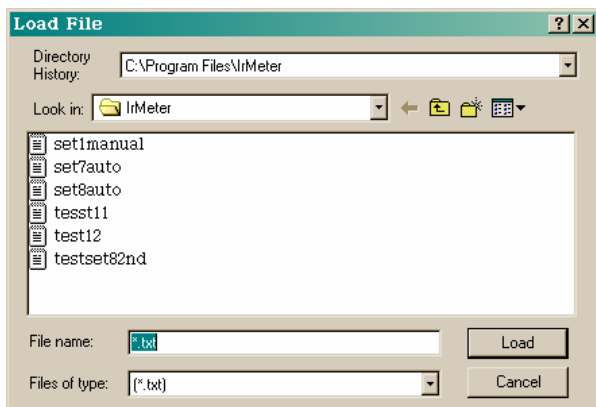 Load File
Directory History: C:\Program Files\IrMeter
Look in: IrMeter
set1manual
set7auto
set8auto
tesst11
test12
testset82nd
File name: *.txt Load
Files of type: (*.txt) Cancel